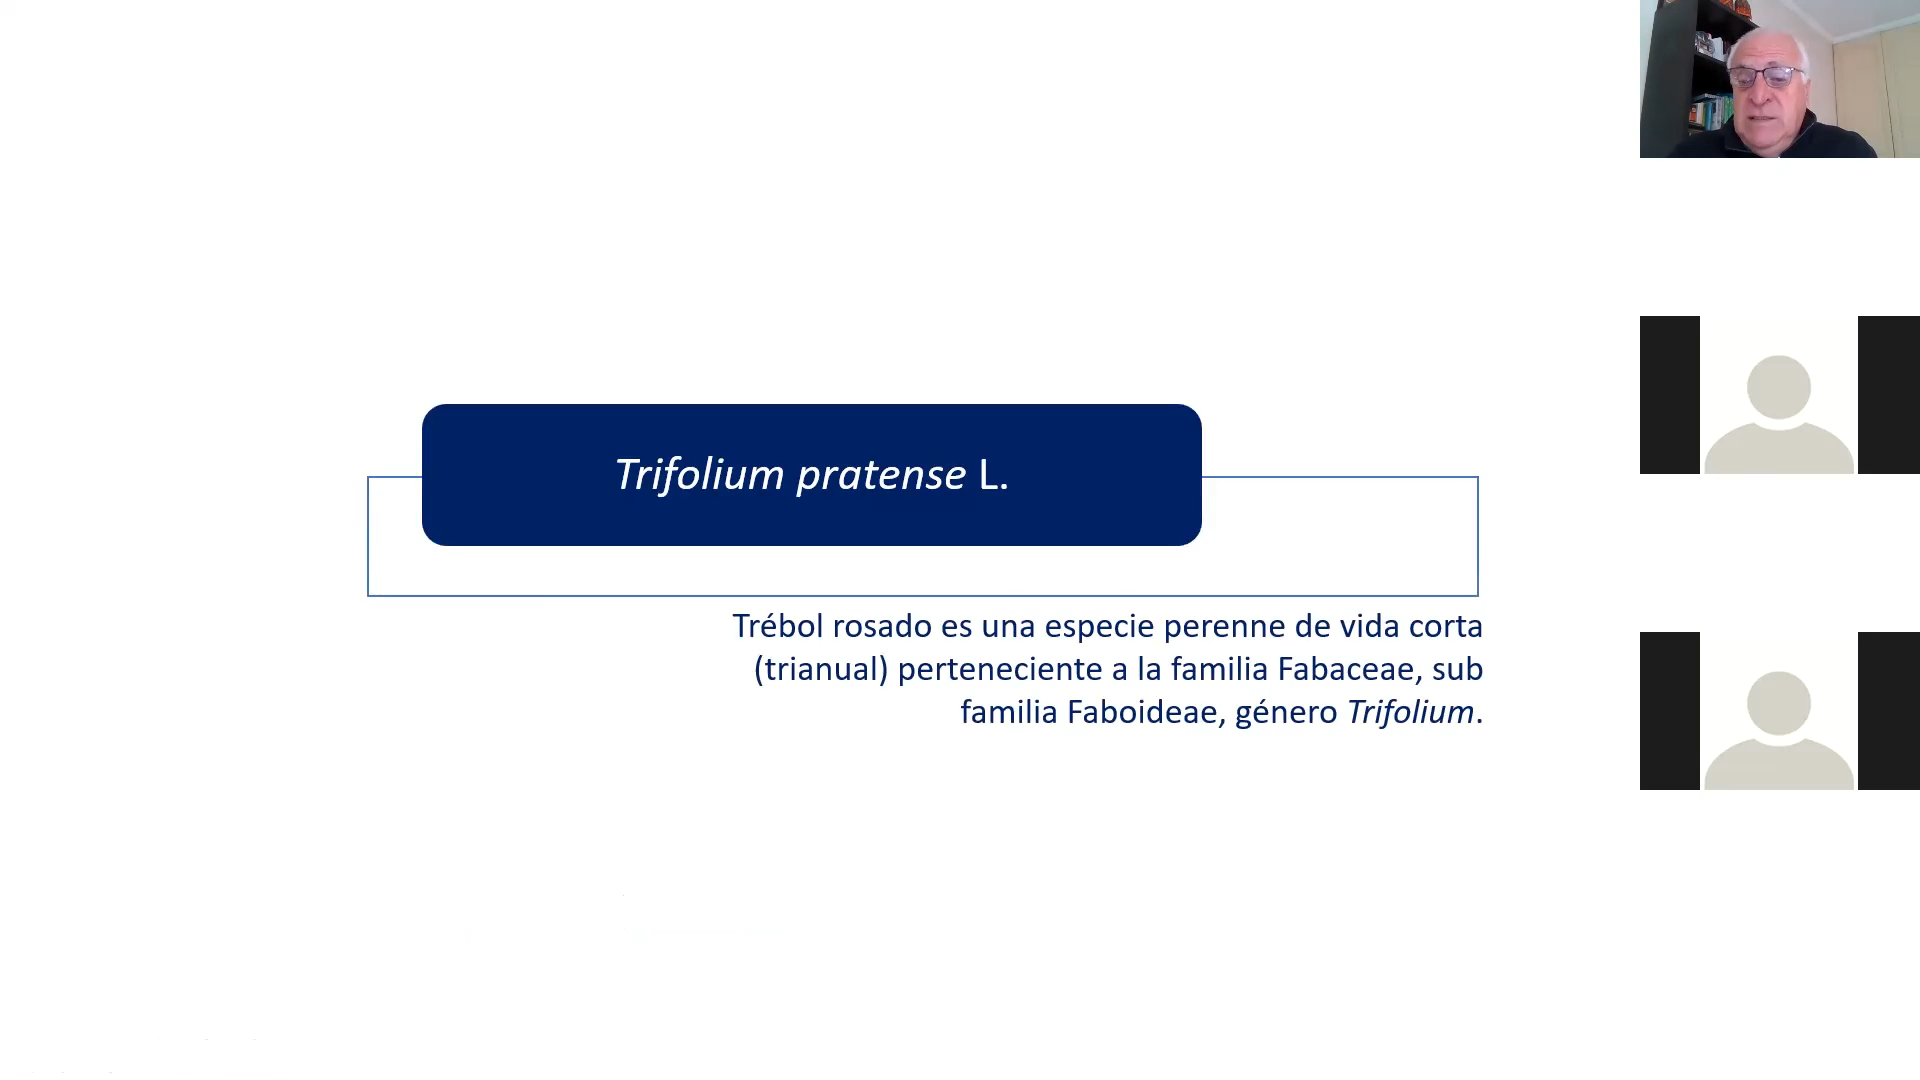 Trifolium pratense L.
Trébol rosado es una especie perenne de vida corta
(trianual) perteneciente a la familia Fabaceae, sub
familia Faboideae, género Trifolium.